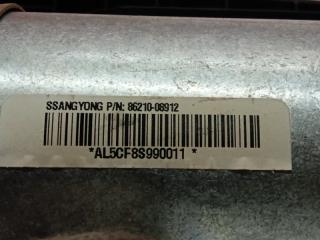 SSANGYONG P/N: 86210-08912
*AL5CF8S990011 *